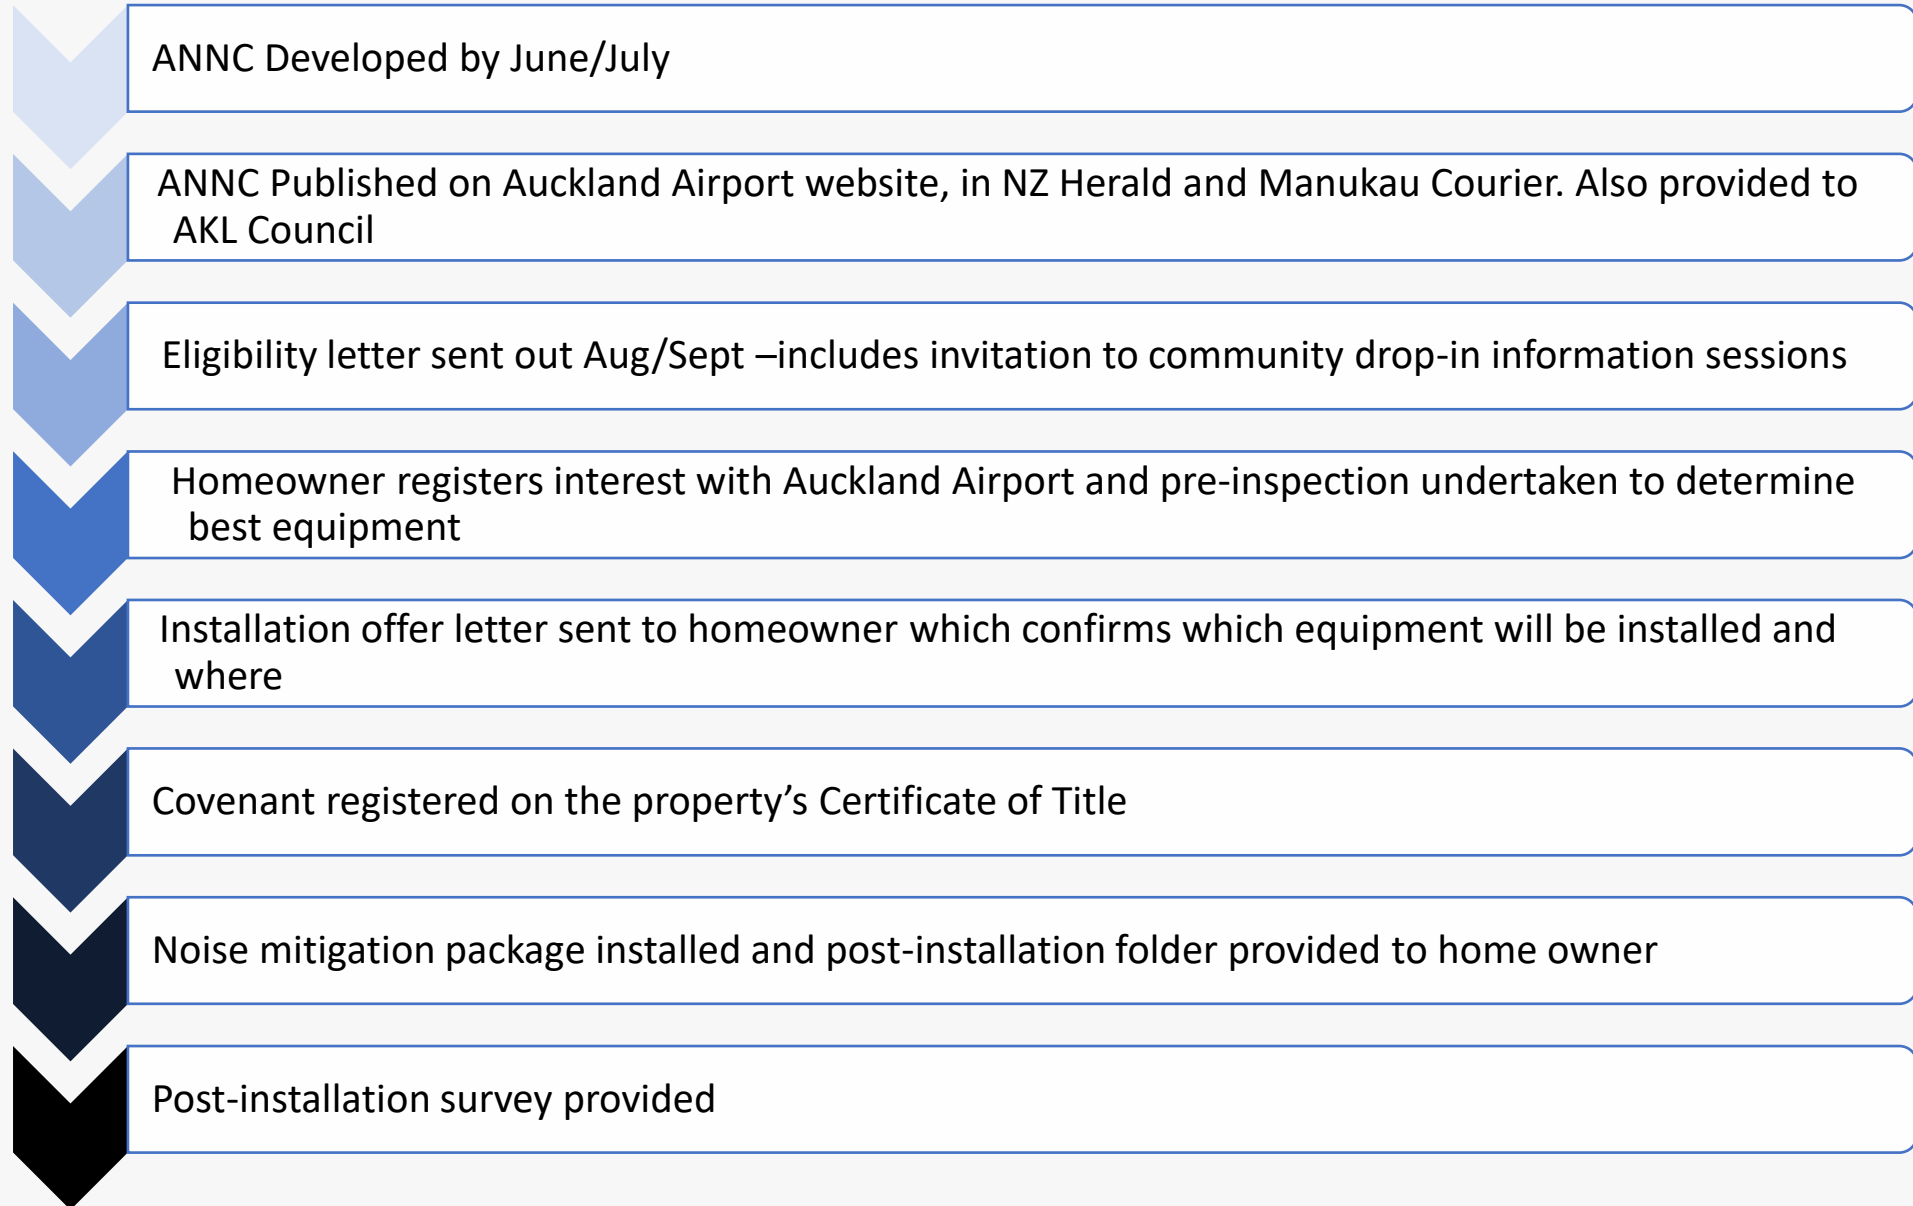 ANNC Developed by June/July
ANNC Published on Auckland Airport website, in NZ Herald and Manukau Courier. Also provided to
AKL Council
Eligibility letter sent out Aug/Sept –includes invitation to community drop-in information sessions
Homeowner registers interest with Auckland Airport and pre-inspection undertaken to determine
best equipment
Installation offer letter sent to homeowner which confirms which equipment will be installed and
where
Covenant registered on the property’s Certificate of Title
Noise mitigation package installed and post-installation folder provided to home owner
Post-installation survey provided